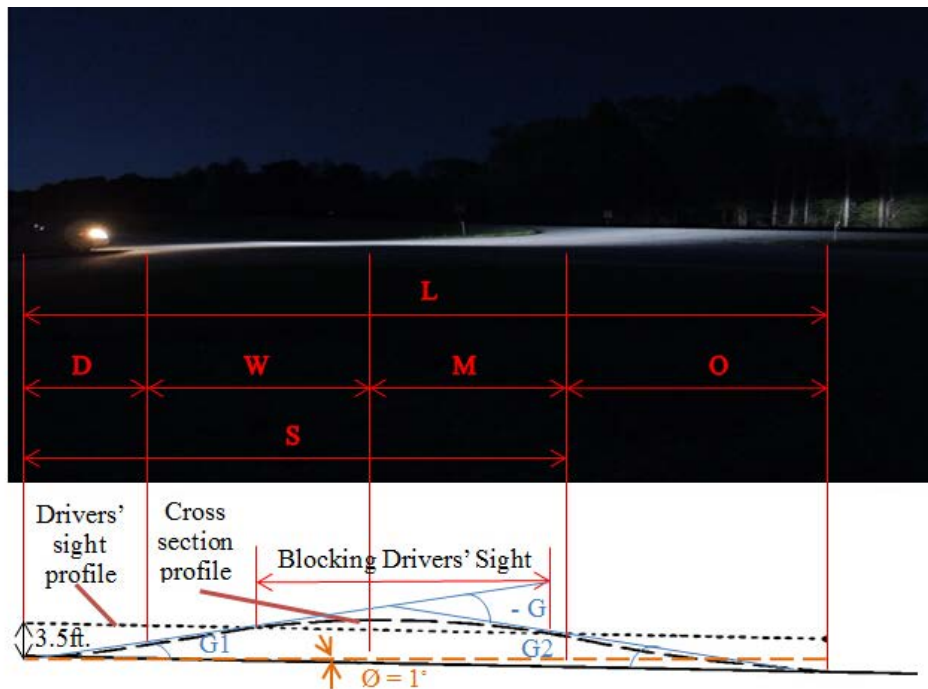 L
D
W
M
O
S
Drivers'
sight
profile
Cross
section
profile
Blocking Drivers' Sight
- G
3.5ft.
G1
G2
Ø = 1°